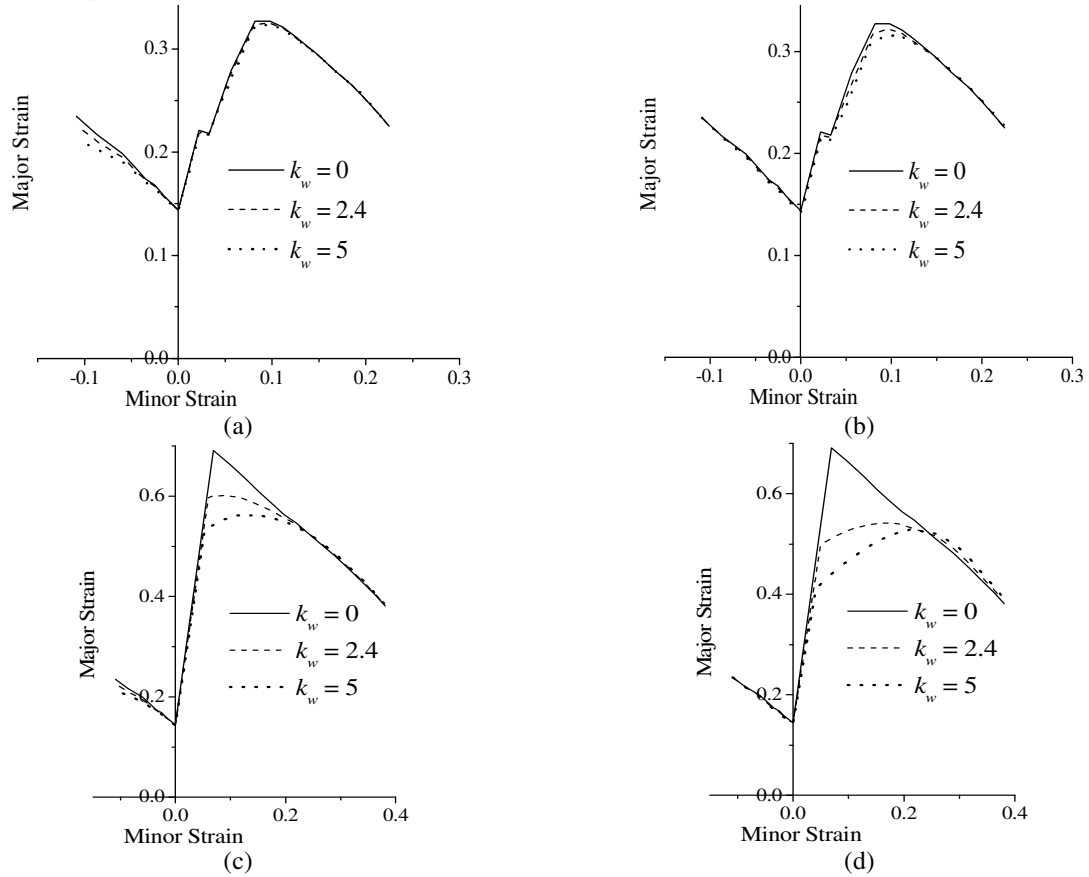 0.3
0.2
0.1
0.0
Major Strain
k_w = 0
k_w = 2.4
k_w = 5
-0.1 0.0 0.1 0.2 0.3
Minor Strain
(a)
0.3
0.2
0.1
0.0
Major Strain
k_w = 0
k_w = 2.4
k_w = 5
-0.1 0.0 0.1 0.2 0.3
Minor Strain
(b)
0.6
0.4
0.2
0.0
Major Strain
k_w = 0
k_w = 2.4
k_w = 5
0.0 0.2 0.4
Minor Strain
(c)
0.6
0.4
0.2
0.0
Major Strain
k_w = 0
k_w = 2.4
k_w = 5
0.0 0.2 0.4
Minor Strain
(d)